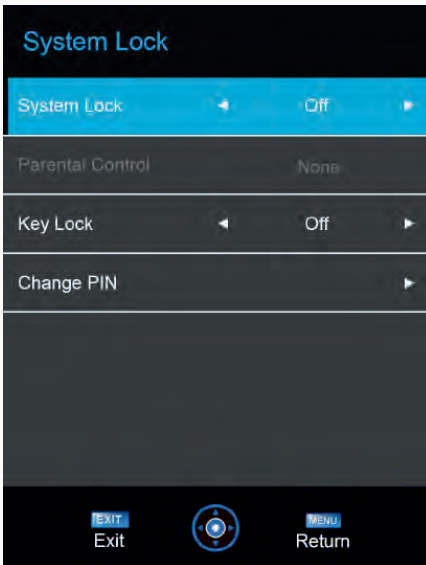 System Lock
System Lock Off
Parental Control None
Key Lock Off
Change PIN
EXIT MENU
Exit Return